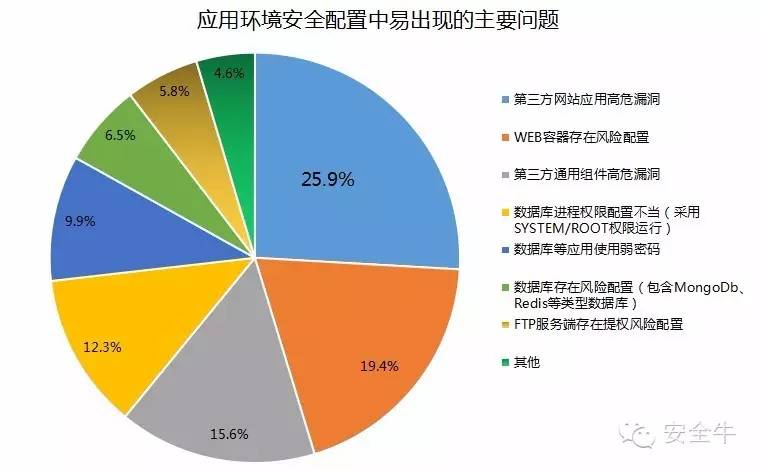 应用环境安全配置中易出现的主要问题
4.6%
5.8%
6.5%
25.9%
9.9%
12.3%
19.4%
15.6%
第三方网站应用高危漏洞
WEB容器存在风险配置
第三方通用组件高危漏洞
数据库进程权限配置不当（采用
SYSTEM/ROOT权限运行）
数据库等应用使用弱密码
数据库存在风险配置（包含MongoDb、
Redis等类型数据库）
FTP服务端存在提权风险配置
其他
安全牛